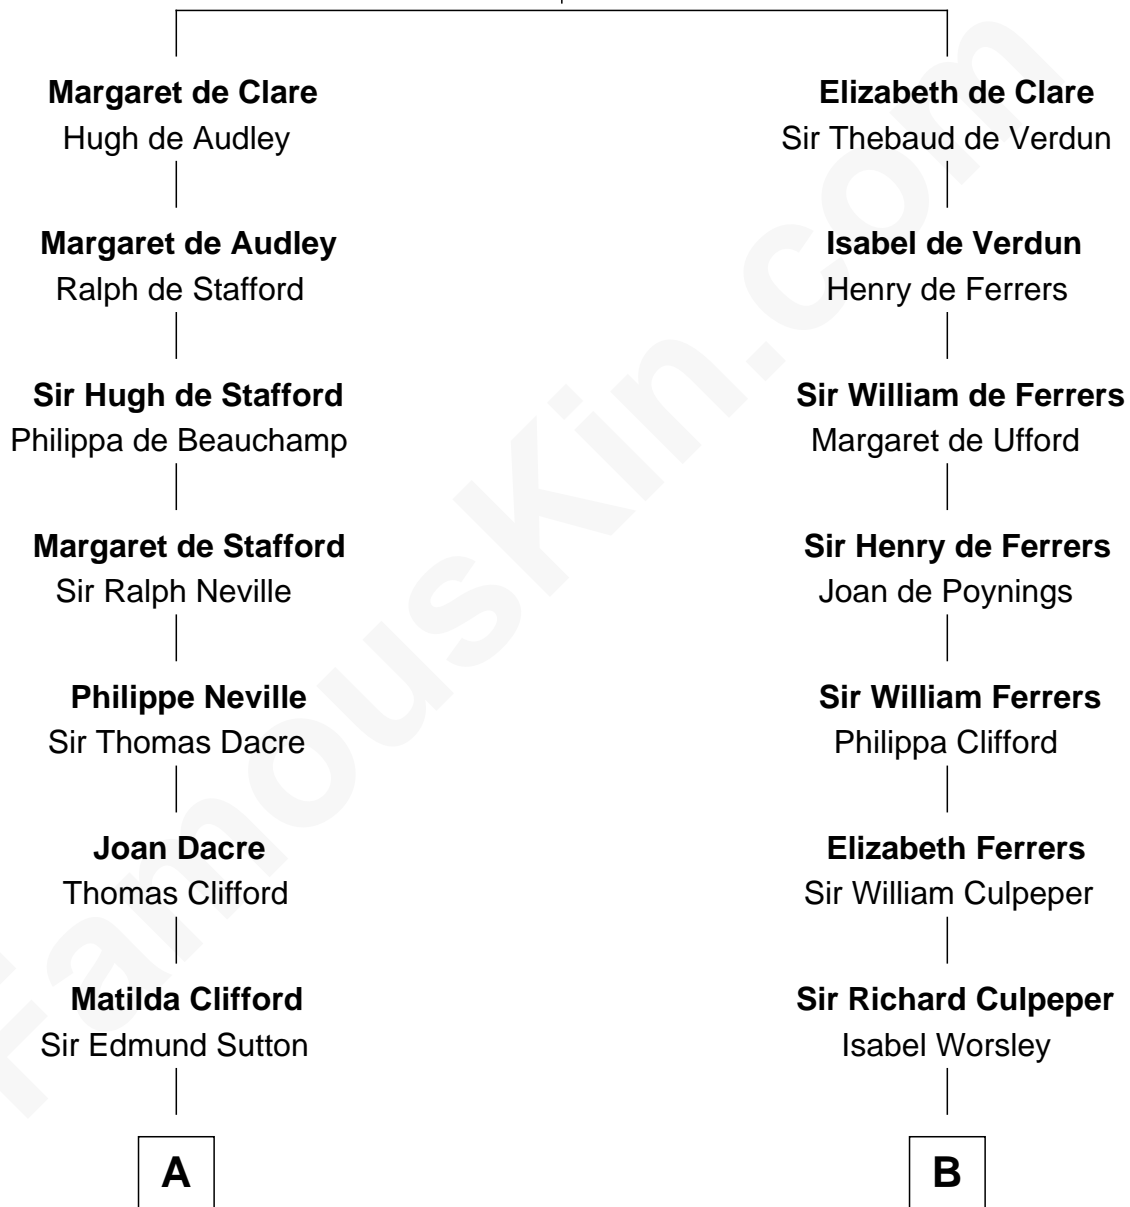 Margaret de Clare
Hugh de Audley
Margaret de Audley
Ralph de Stafford
Sir Hugh de Stafford
Philippa de Beauchamp
Margaret de Stafford
Sir Ralph Neville
Philippe Neville
Sir Thomas Dacre
Joan Dacre
Thomas Clifford
Matilda Clifford
Sir Edmund Sutton
A
Elizabeth de Clare
Sir Thebaud de Verdun
Isabel de Verdun
Henry de Ferrers
Sir William de Ferrers
Margaret de Ufford
Sir Henry de Ferrers
Joan de Poynings
Sir William Ferrers
Philippa Clifford
Elizabeth Ferrers
Sir William Culpeper
Sir Richard Culpeper
Isabel Worsley
B
FamousKin.com